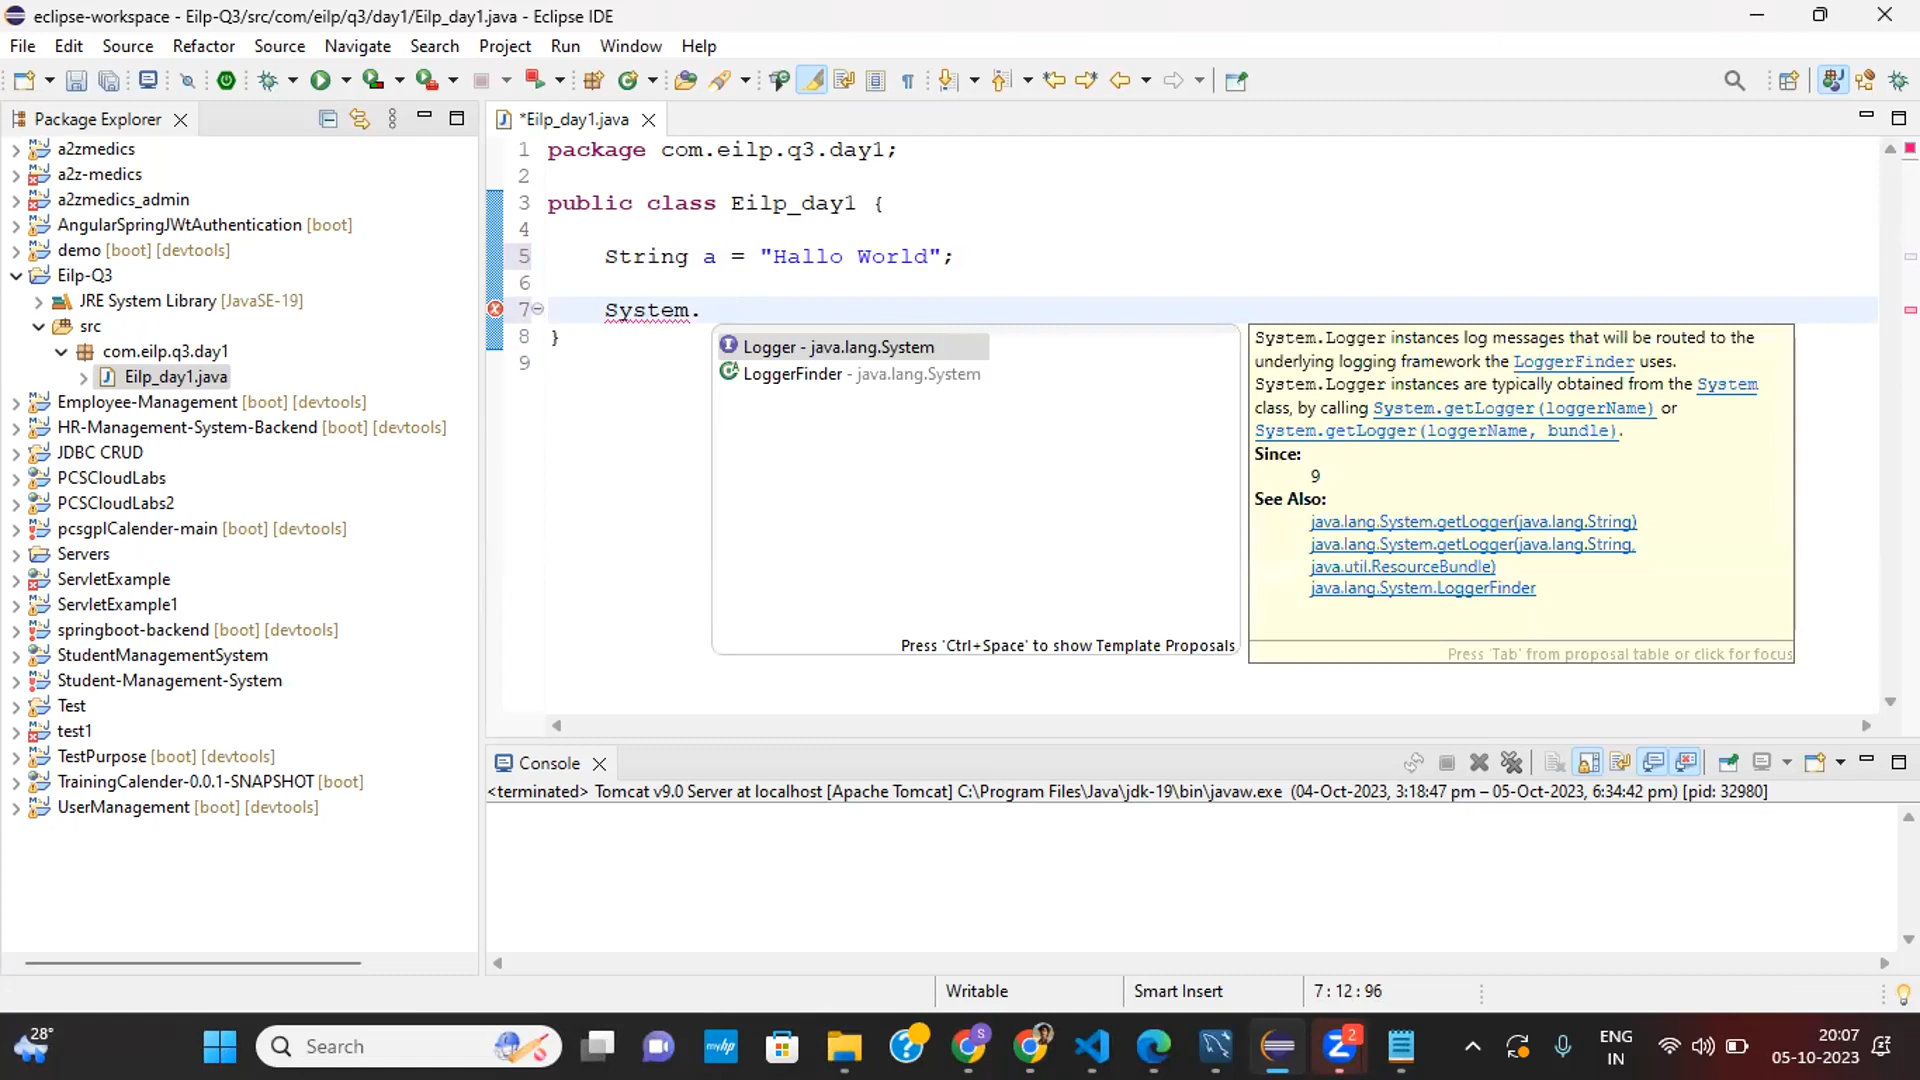 eclipse-workspace - Eilp-Q3/src/com/eilp/q3/day1/Eilp_day1.java - Eclipse IDE
File Edit Source Refactor Source Navigate Search Project Run Window Help
Package Explorer
*Eilp_day1.java
a2zmedics
a2z-medics
a2zmedics_admin
AngularSpringJWtAuthentication [boot]
demo [boot] [devtools]
Eilp-Q3
JRE System Library [JavaSE-19]
src
com.eilp.q3.day1
Eilp_day1.java
Employee-Management [boot] [devtools]
HR-Management-System-Backend [boot] [devtools]
JDBC CRUD
PCSCloudLabs
PCSCloudLabs2
pcsgplCalender-main [boot] [devtools]
Servers
ServletExample
ServletExample1
springboot-backend [boot] [devtools]
StudentManagementSystem
Student-Management-System
Test
test1
TestPurpose [boot] [devtools]
TrainingCalender-0.0.1-SNAPSHOT [boot]
UserManagement [boot] [devtools]
1 package com.eilp.q3.day1;
2
3 public class Eilp_day1 {
4
5 String a = "Hallo World";
6
7 System.
8 }
9
Logger - java.lang.System
LoggerFinder - java.lang.System
Press 'Ctrl+Space' to show Template Proposals
System.Logger instances log messages that will be routed to the
underlying logging framework the LoggerFinder uses.
System.Logger instances are typically obtained from the System
class, by calling System.getLogger(loggerName) or
System.getLogger(loggerName, bundle).
Since:
9
See Also:
java.lang.System.getLogger(java.lang.String)
java.lang.System.getLogger(java.lang.String,
java.util.ResourceBundle)
java.lang.System.LoggerFinder
Press 'Tab' from proposal table or click for focus
Console
<terminated> Tomcat v9.0 Server at localhost [Apache Tomcat] C:\Program Files\Java\jdk-19\bin\javaw.exe (04-Oct-2023, 3:18:47 pm – 05-Oct-2023, 6:34:42 pm) [pid: 32980]
Writable Smart Insert 7 : 12 : 96
28°
Search
myhp
S
Z
2
ENG
IN
20:07
05-10-2023